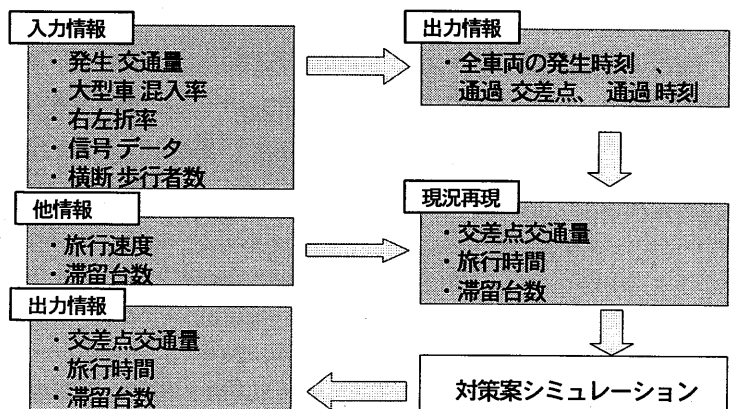 入力情報
・発生交通量
・大型車混入率
・右左折率
・信号データ
・横断歩行者数
出力情報
・全車両の発生時刻、
通過交差点、通過時刻
他情報
・旅行速度
・滞留台数
現況再現
・交差点交通量
・旅行時間
・滞留台数
対策案シミュレーション
出力情報
・交差点交通量
・旅行時間
・滞留台数